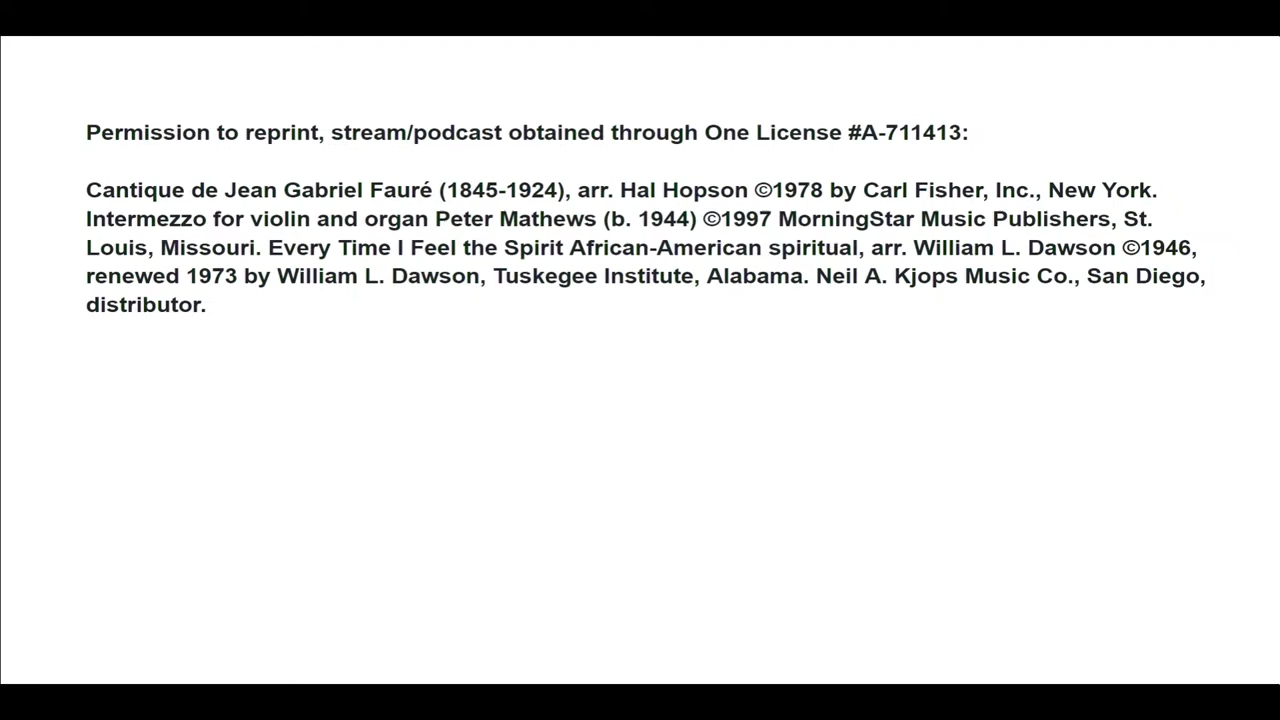 Permission to reprint, stream/podcast obtained through One License #A-711413:
Cantique de Jean Gabriel Fauré (1845-1924), arr. Hal Hopson ©1978 by Carl Fisher, Inc., New York.
Intermezzo for violin and organ Peter Mathews (b. 1944) ©1997 MorningStar Music Publishers, St.
Louis, Missouri. Every Time I Feel the Spirit African-American spiritual, arr. William L. Dawson ©1946,
renewed 1973 by William L. Dawson, Tuskegee Institute, Alabama. Neil A. Kjops Music Co., San Diego,
distributor.